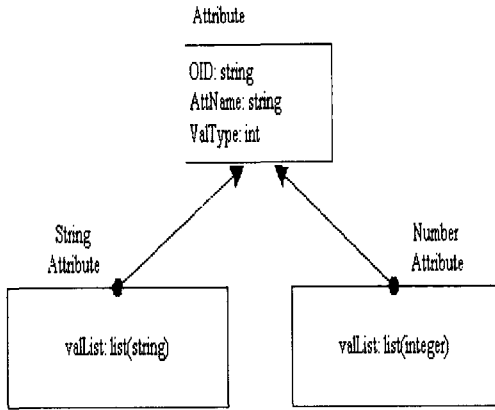 Attribute
OID: string
AttName: string
ValType: int
String
Attribute
Number
Attribute
valList: list(string)
valList: list(integer)